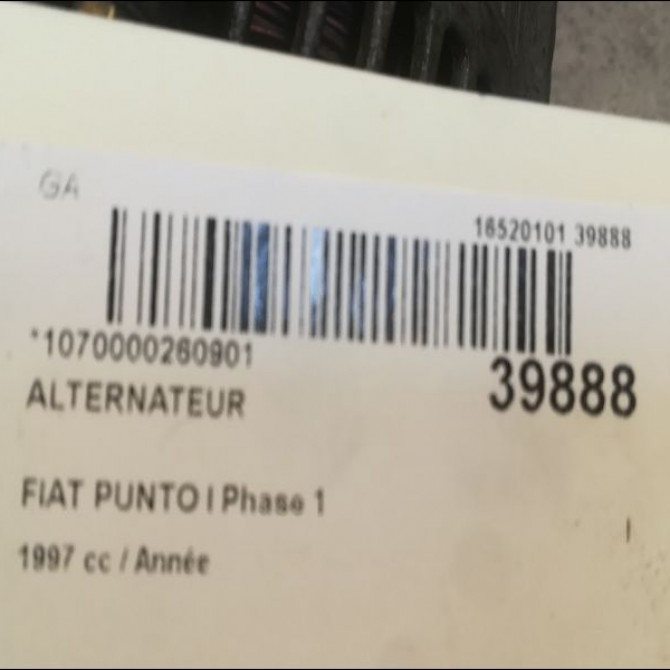 GA
16520101 39888
*1070000260901
39888
ALTERNATEUR
FIAT PUNTO I Phase 1
1997 cc / Année